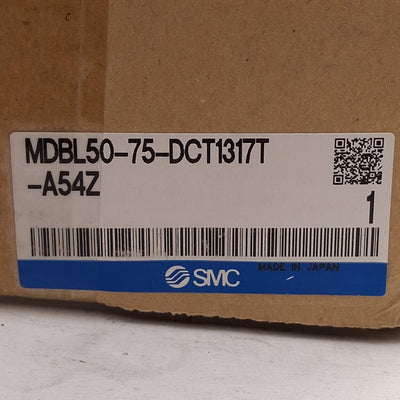 MDBL50-75-DCT1317T
-A54Z
1
SMC
MADE IN JAPAN